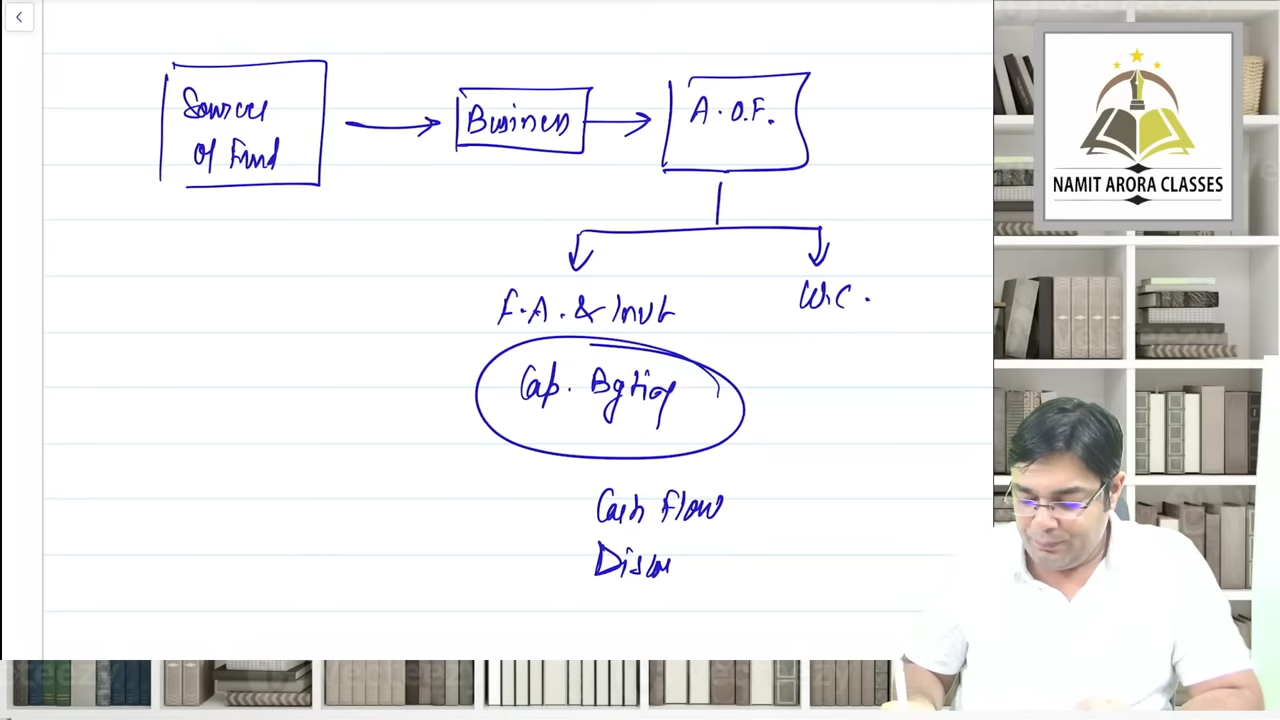 Sources
of Fund
Business
A.O.F.
F.A. & Invt
W.C.
Cap. Bgting
Cash Flow
Discou
NAMIT ARORA CLASSES